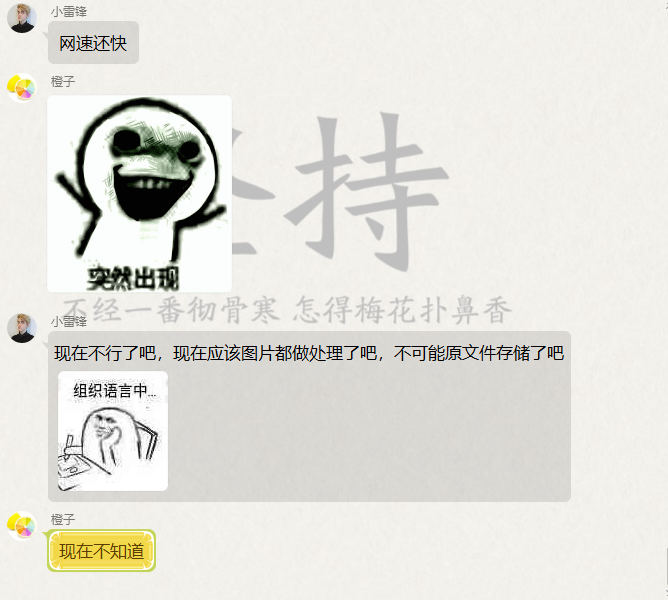 小雷锋
网速还快
橙子
坚持
突然出现
不经一番彻骨寒 怎得梅花扑鼻香
小雷锋
现在不行了吧，现在应该图片都做处理了吧，不可能原文件存储了吧
组织语言中...
橙子
现在不知道